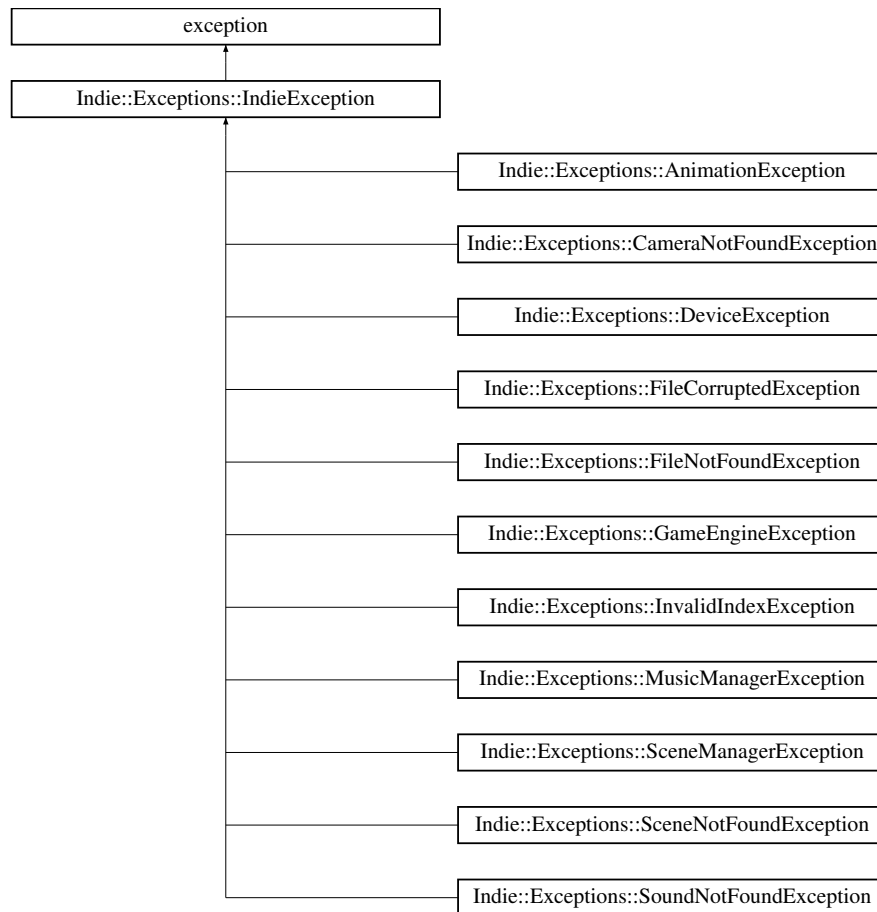 exception
Indie::Exceptions::IndieException
Indie::Exceptions::AnimationException
Indie::Exceptions::CameraNotFoundException
Indie::Exceptions::DeviceException
Indie::Exceptions::FileCorruptedException
Indie::Exceptions::FileNotFoundException
Indie::Exceptions::GameEngineException
Indie::Exceptions::InvalidIndexException
Indie::Exceptions::MusicManagerException
Indie::Exceptions::SceneManagerException
Indie::Exceptions::SceneNotFoundException
Indie::Exceptions::SoundNotFoundException